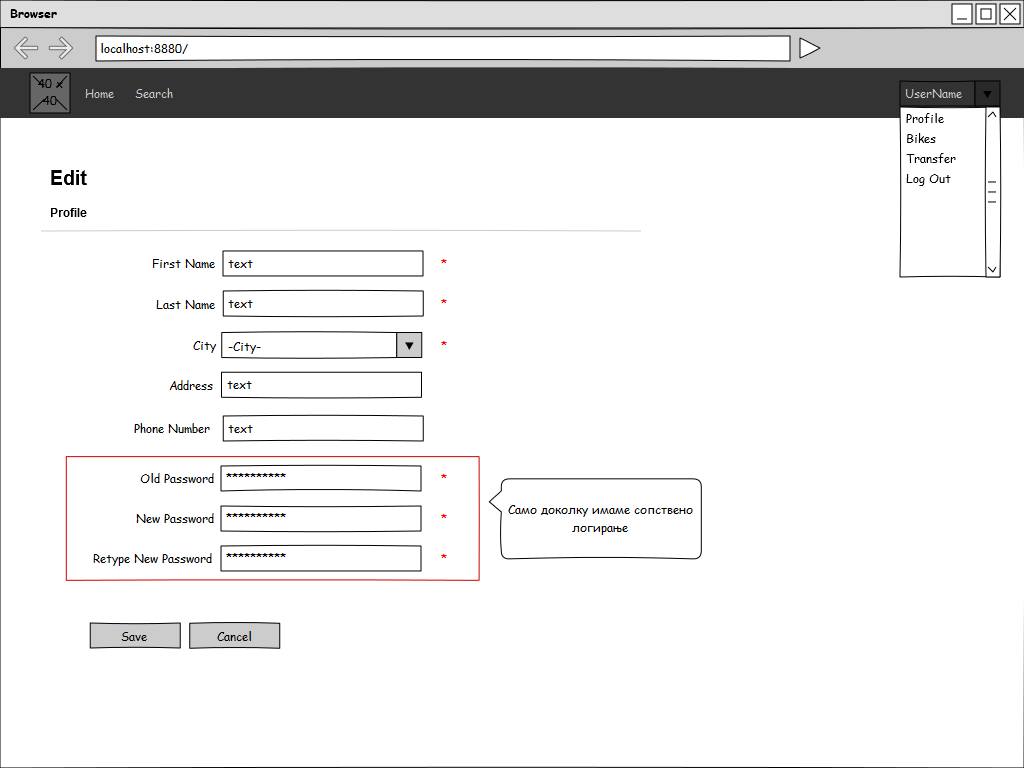 Browser
localhost:8880/
40 x
40
Home Search UserName
Profile
Bikes
Transfer
Log Out
Edit
Profile
First Name text *
Last Name text *
City -City- *
Address text
Phone Number text
Old Password ********** *
New Password ********** *
Retype New Password ********** *
Само доколку имаме сопствено
логирање
Save Cancel